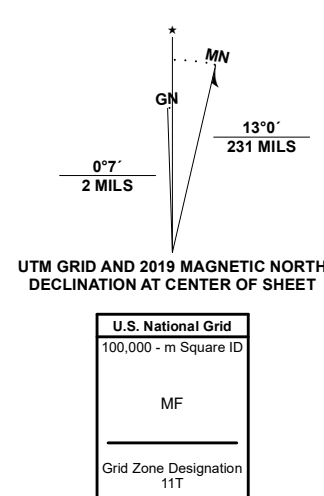 ★
MN
GN
13°0´
231 MILS
0°7´
2 MILS
UTM GRID AND 2019 MAGNETIC NORTH
DECLINATION AT CENTER OF SHEET
U.S. National Grid
100,000 - m Square ID
MF
Grid Zone Designation
11T